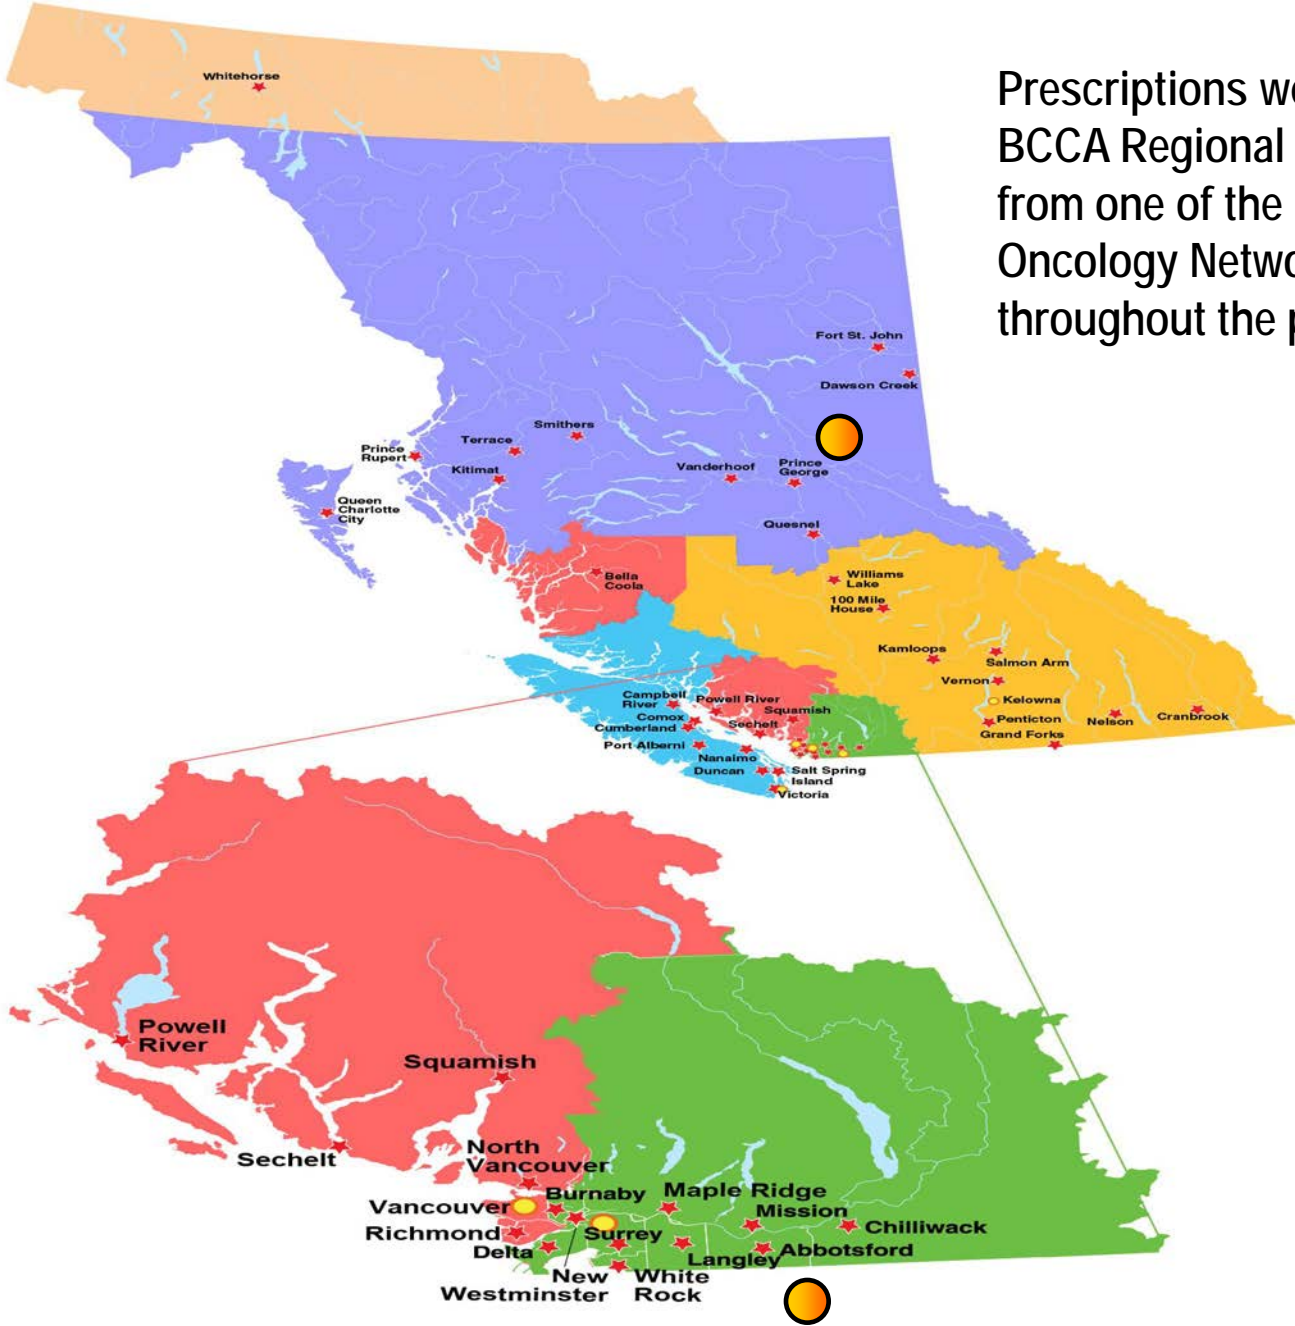 Prescriptions
BCCA Regional
from one of the
Oncology
throughout the
Whitehorse
Fort St. John
Dawson Creek
Smithers
Terrace
Prince
Rupert
Kitimat
Vanderhoof
Prince
George
Queen
Charlotte
City
Quesnel
Bella
Coola
Williams
Lake
100 Mile
House
Kamloops
Salmon Arm
Vernon
Kelowna
Penticton
Nelson
Cranbrook
Grand Forks
Campbell
River
Powell River
Comox
Squamish
Cumberland
Sechelt
Port Alberni
Nanaimo
Duncan
Salt Spring
Island
Victoria
Powell
River
Squamish
Sechelt
North
Vancouver
Vancouver
Burnaby
Maple Ridge
Mission
Richmond
Surrey
Chilliwack
Delta
Langley
Abbotsford
New
Westminster
White
Rock